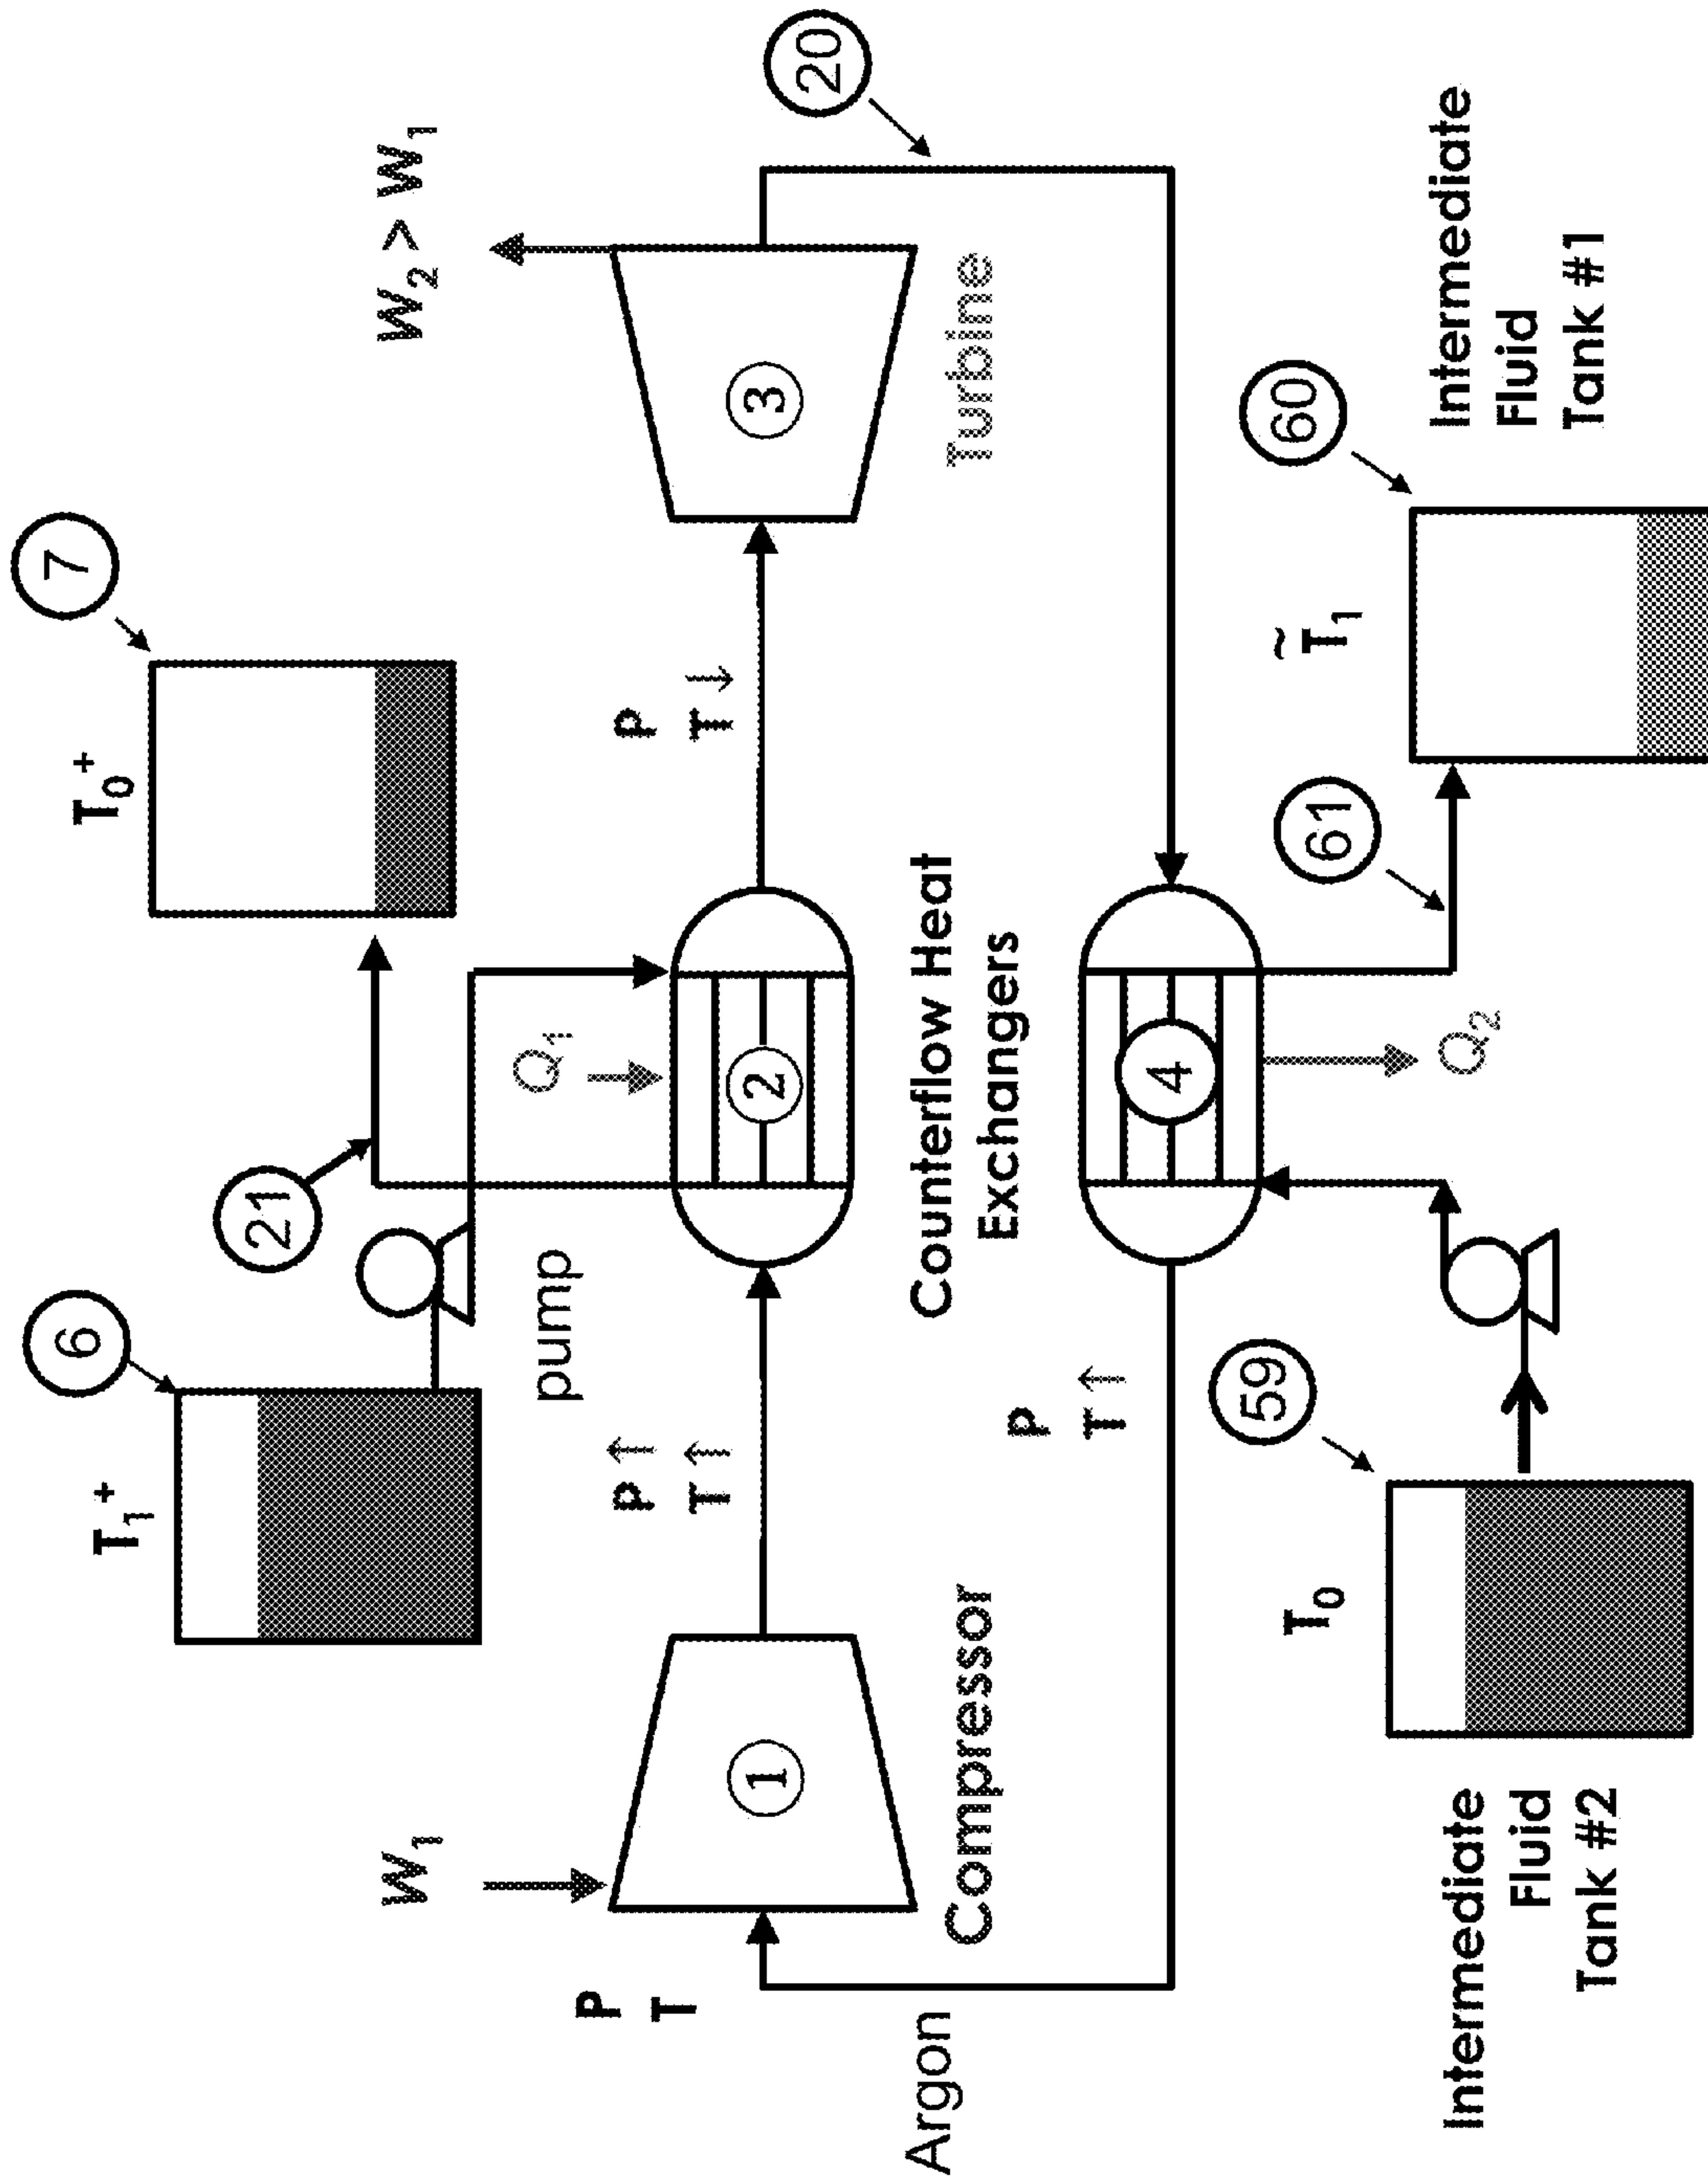 T₁⁺
6
21
T₀⁺
7
W₁
pump
Q₁
W₂ > W₁
P
T
P↑
T↑
P
T↓
1
2
3
20
Compressor
Counterflow Heat
Exchangers
Turbine
Argon
P
T↑
4
59
T₀
Q₂
61
T̃₁
60
Intermediate
Fluid
Tank #2
Intermediate
Fluid
Tank #1